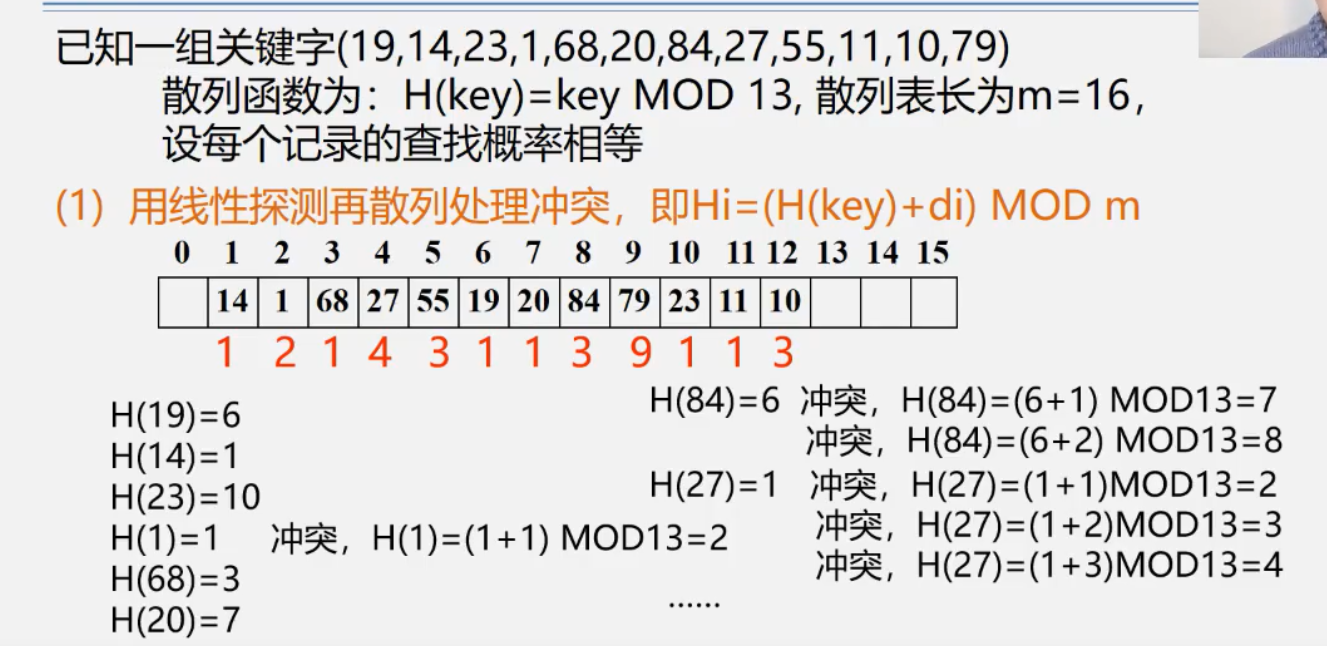 已知一组关键字(19,14,23,1,68,20,84,27,55,11,10,79)
散列函数为：H(key)=key MOD 13, 散列表长为m=16，
设每个记录的查找概率相等
(1) 用线性探测再散列处理冲突，即Hi=(H(key)+di) MOD m
0 1 2 3 4 5 6 7 8 9 10 11 12 13 14 15
14 1 68 27 55 19 20 84 79 23 11 10
1 2 1 4 3 1 1 3 9 1 1 3
H(19)=6
H(14)=1
H(23)=10
H(1)=1 冲突，H(1)=(1+1) MOD13=2
H(68)=3
H(20)=7
H(84)=6 冲突，H(84)=(6+1) MOD13=7
冲突，H(84)=(6+2) MOD13=8
H(27)=1 冲突，H(27)=(1+1)MOD13=2
冲突，H(27)=(1+2)MOD13=3
冲突，H(27)=(1+3)MOD13=4
......